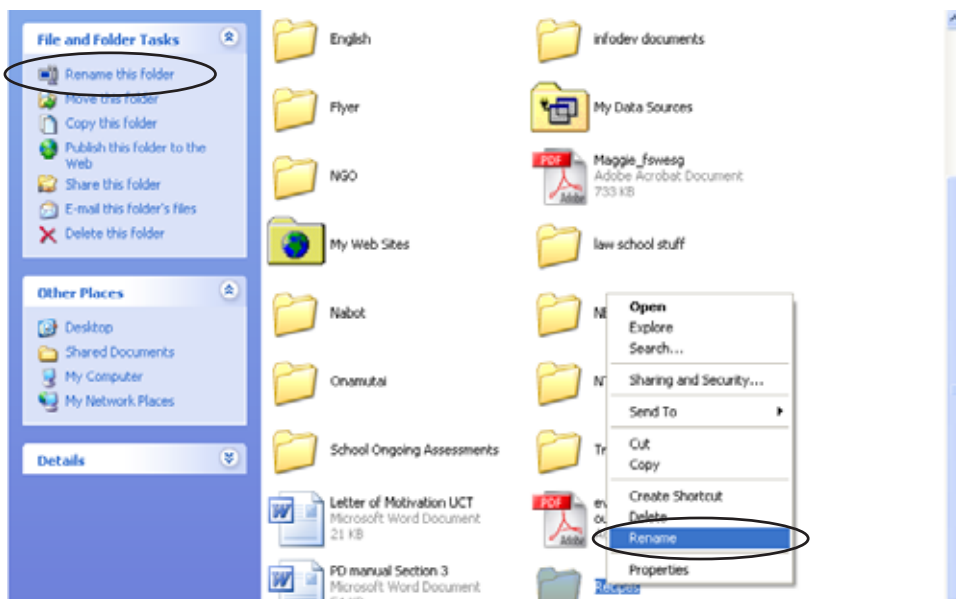 File and Folder Tasks
Rename this folder
Move this folder
Copy this folder
Publish this folder to the
Web
Share this folder
E-mail this folder's files
Delete this folder
Other Places
Desktop
Shared Documents
My Computer
My Network Places
Details
English
Flyer
NGO
My Web Sites
Nabot
Onamutai
School Ongoing Assessments
Letter of Motivation UCT
Microsoft Word Document
21 KB
PD manual Section 3
Microsoft Word Document
infodev documents
My Data Sources
PDF
Adobe
Maggie_fswesg
Adobe Acrobat Document
733 KB
law school stuff
PDF
Adobe
Recipes
Open
Explore
Search...
Sharing and Security...
Send To
Cut
Copy
Create Shortcut
Delete
Rename
Properties